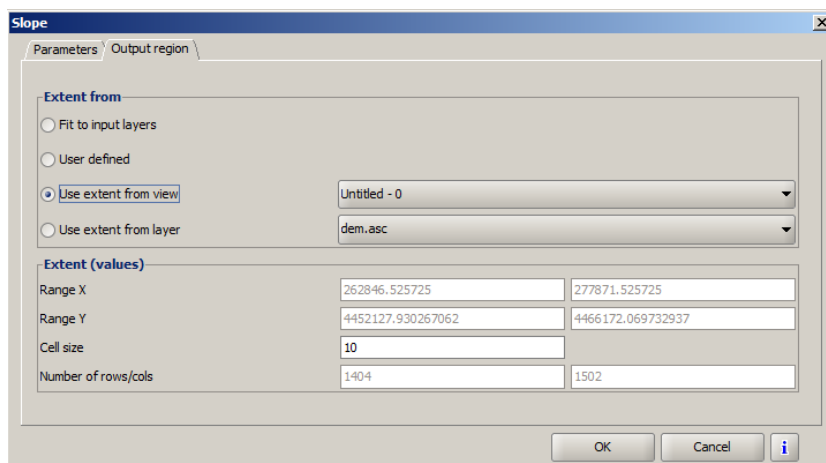 Slope
Parameters Output region
Extent from
Fit to input layers
User defined
Use extent from view Untitled - 0
Use extent from layer dem.asc
Extent (values)
Range X 262846.525725 277871.525725
Range Y 4452127.930267062 4466172.069732937
Cell size 10
Number of rows/cols 1404 1502
OK Cancel i